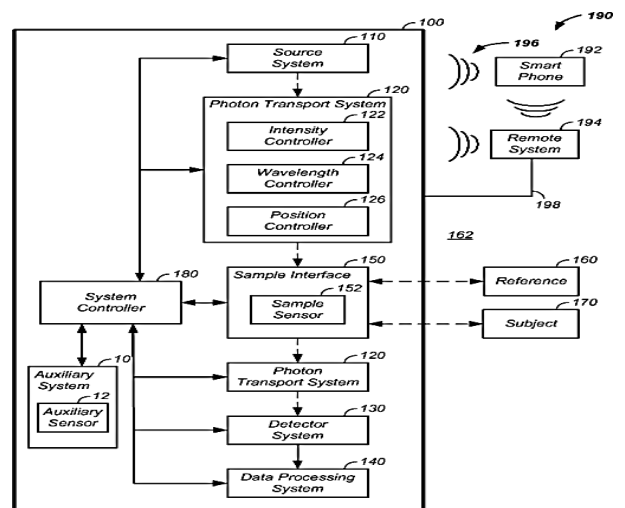 100
190
110
Source
System
196
192
Smart
Phone
120
Photon Transport System
122
Intensity
Controller
124
Wavelength
Controller
126
Position
Controller
194
Remote
System
198
162
180
System
Controller
150
Sample Interface
152
Sample
Sensor
160
Reference
170
Subject
10
Auxiliary
System
12
Auxiliary
Sensor
120
Photon
Transport System
130
Detector
System
140
Data Processing
System